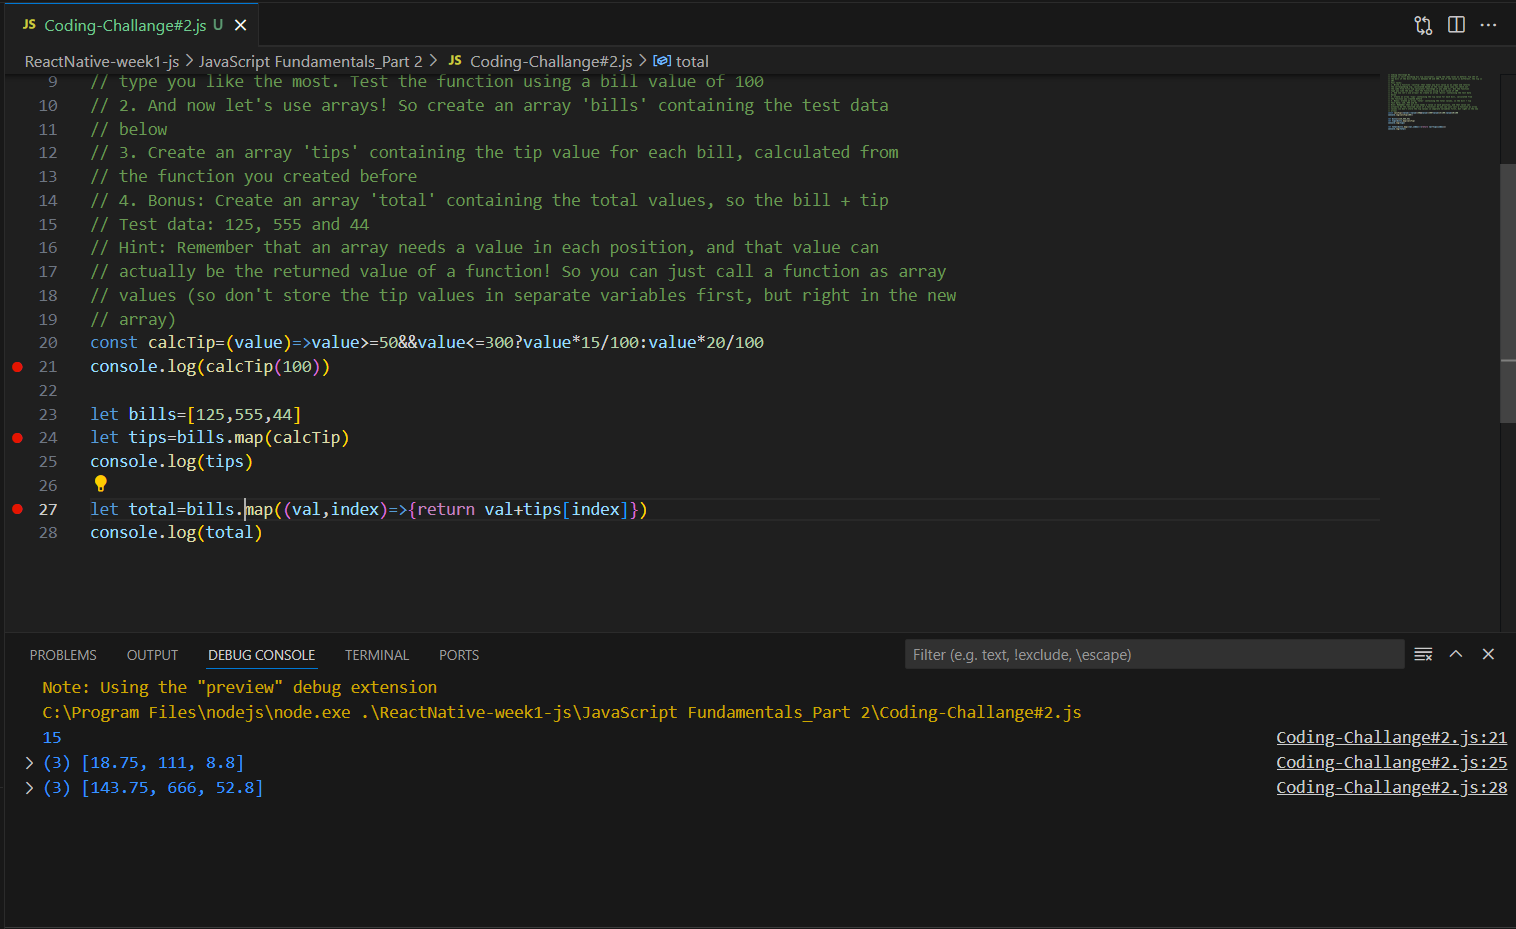 JS Coding-Challange#2.js U
ReactNative-week1-js > JavaScript Fundamentals_Part 2 > JS Coding-Challange#2.js > total
9 // type you like the most. Test the function using a bill value of 100
10 // 2. And now let's use arrays! So create an array 'bills' containing the test data
11 // below
12 // 3. Create an array 'tips' containing the tip value for each bill, calculated from
13 // the function you created before
14 // 4. Bonus: Create an array 'total' containing the total values, so the bill + tip
15 // Test data: 125, 555 and 44
16 // Hint: Remember that an array needs a value in each position, and that value can
17 // actually be the returned value of a function! So you can just call a function as array
18 // values (so don't store the tip values in separate variables first, but right in the new
19 // array)
20 const calcTip=(value)=>value>=50&&value<=300?value*15/100:value*20/100
21 console.log(calcTip(100))
22
23 let bills=[125,555,44]
24 let tips=bills.map(calcTip)
25 console.log(tips)
26
27 let total=bills.map((val,index)=>{return val+tips[index]})
28 console.log(total)
PROBLEMS OUTPUT DEBUG CONSOLE TERMINAL PORTS Filter (e.g. text, !exclude, \escape)
Note: Using the "preview" debug extension
C:\Program Files\nodejs\node.exe .\ReactNative-week1-js\JavaScript Fundamentals_Part 2\Coding-Challange#2.js
15 Coding-Challange#2.js:21
> (3) [18.75, 111, 8.8] Coding-Challange#2.js:25
> (3) [143.75, 666, 52.8] Coding-Challange#2.js:28